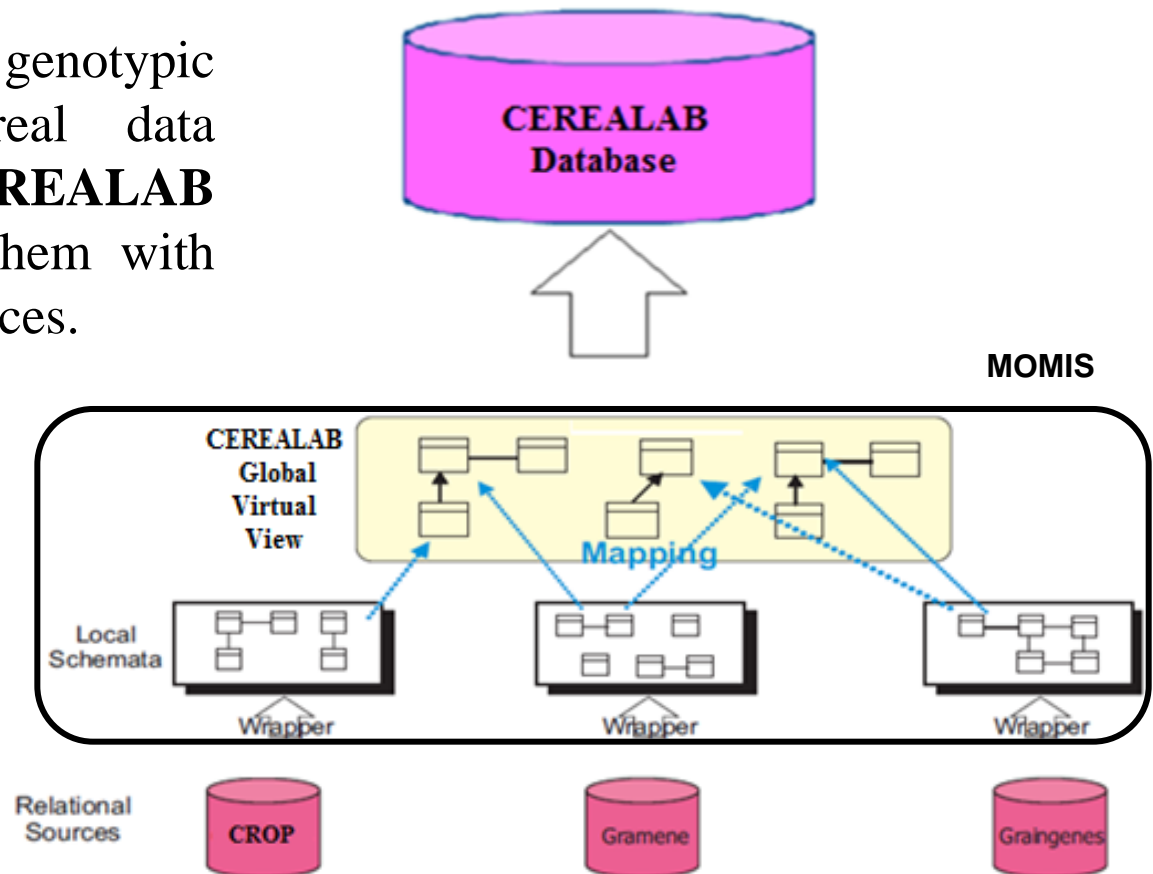 genotypic
real data
REALAB
hem with
ces.
CEREALAB
Database
MOMIS
CEREALAB
Global
Virtual
View
Mapping
Local
Schemata
Wrapper
Wrapper
Wrapper
Relational
Sources
CROP
Gramene
Graingenes